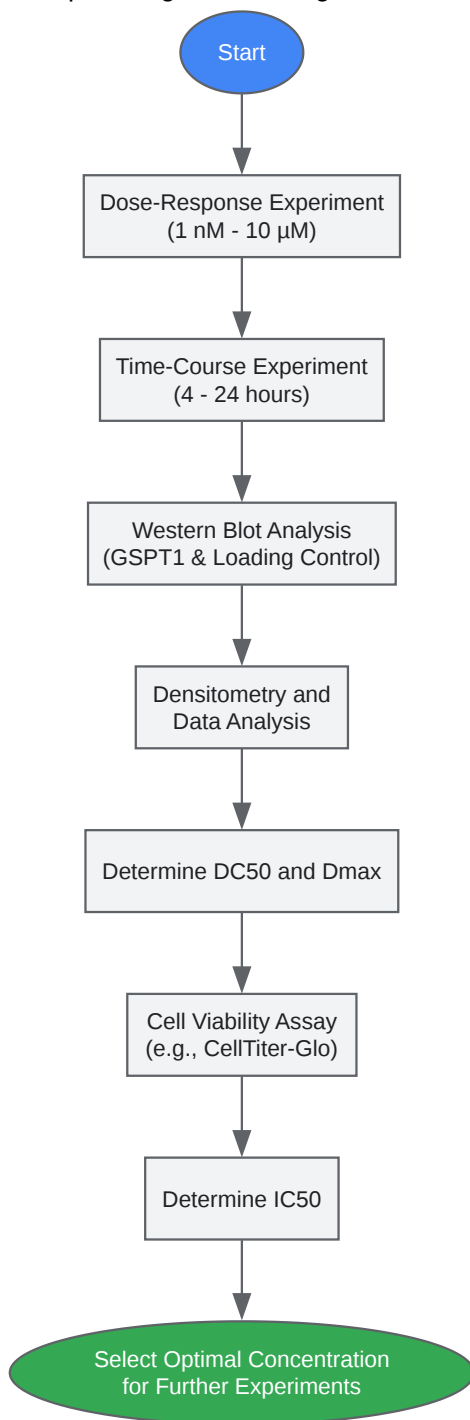 Start
Dose-Response Experiment
(1 nM - 10 µM)
Time-Course Experiment
(4 - 24 hours)
Western Blot Analysis
(GSPT1 & Loading Control)
Densitometry and
Data Analysis
Determine DC50 and Dmax
Cell Viability Assay
(e.g., CellTiter-Glo)
Determine IC50
Select Optimal Concentration
for Further Experiments